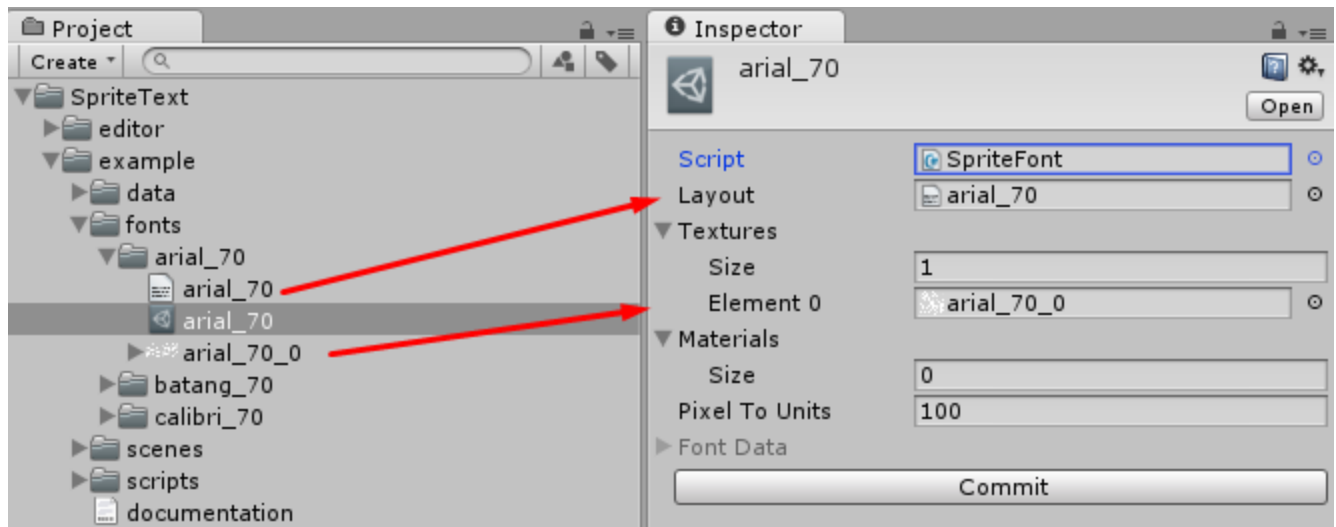 Project
Create
SpriteText
editor
example
data
fonts
arial_70
arial_70
arial_70
arial_70_0
batang_70
calibri_70
scenes
scripts
documentation
Inspector
arial_70
Open
Script SpriteFont
Layout arial_70
Textures
Size 1
Element 0 arial_70_0
Materials
Size 0
Pixel To Units 100
Font Data
Commit